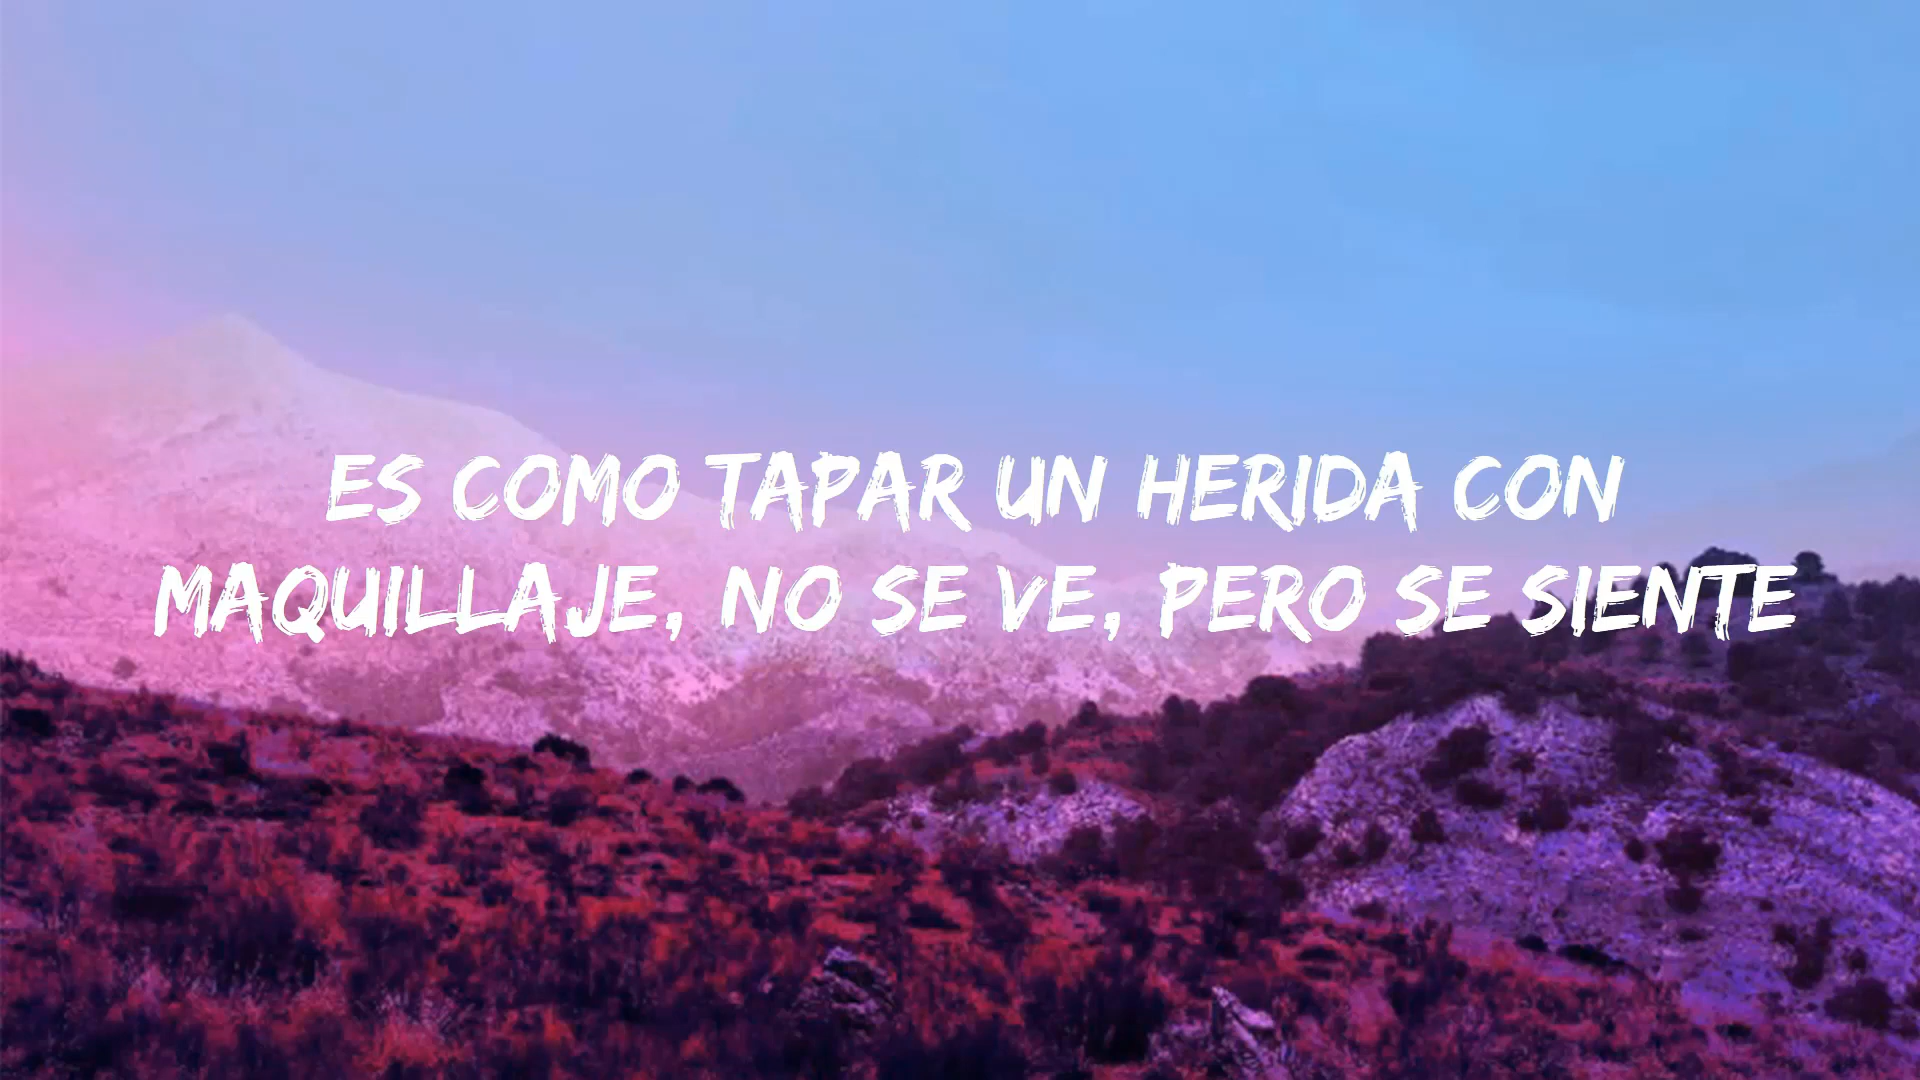 ES COMO TAPAR UN HERIDA CON
MAQUILLAJE, NO SE VE, PERO SE SIENTE